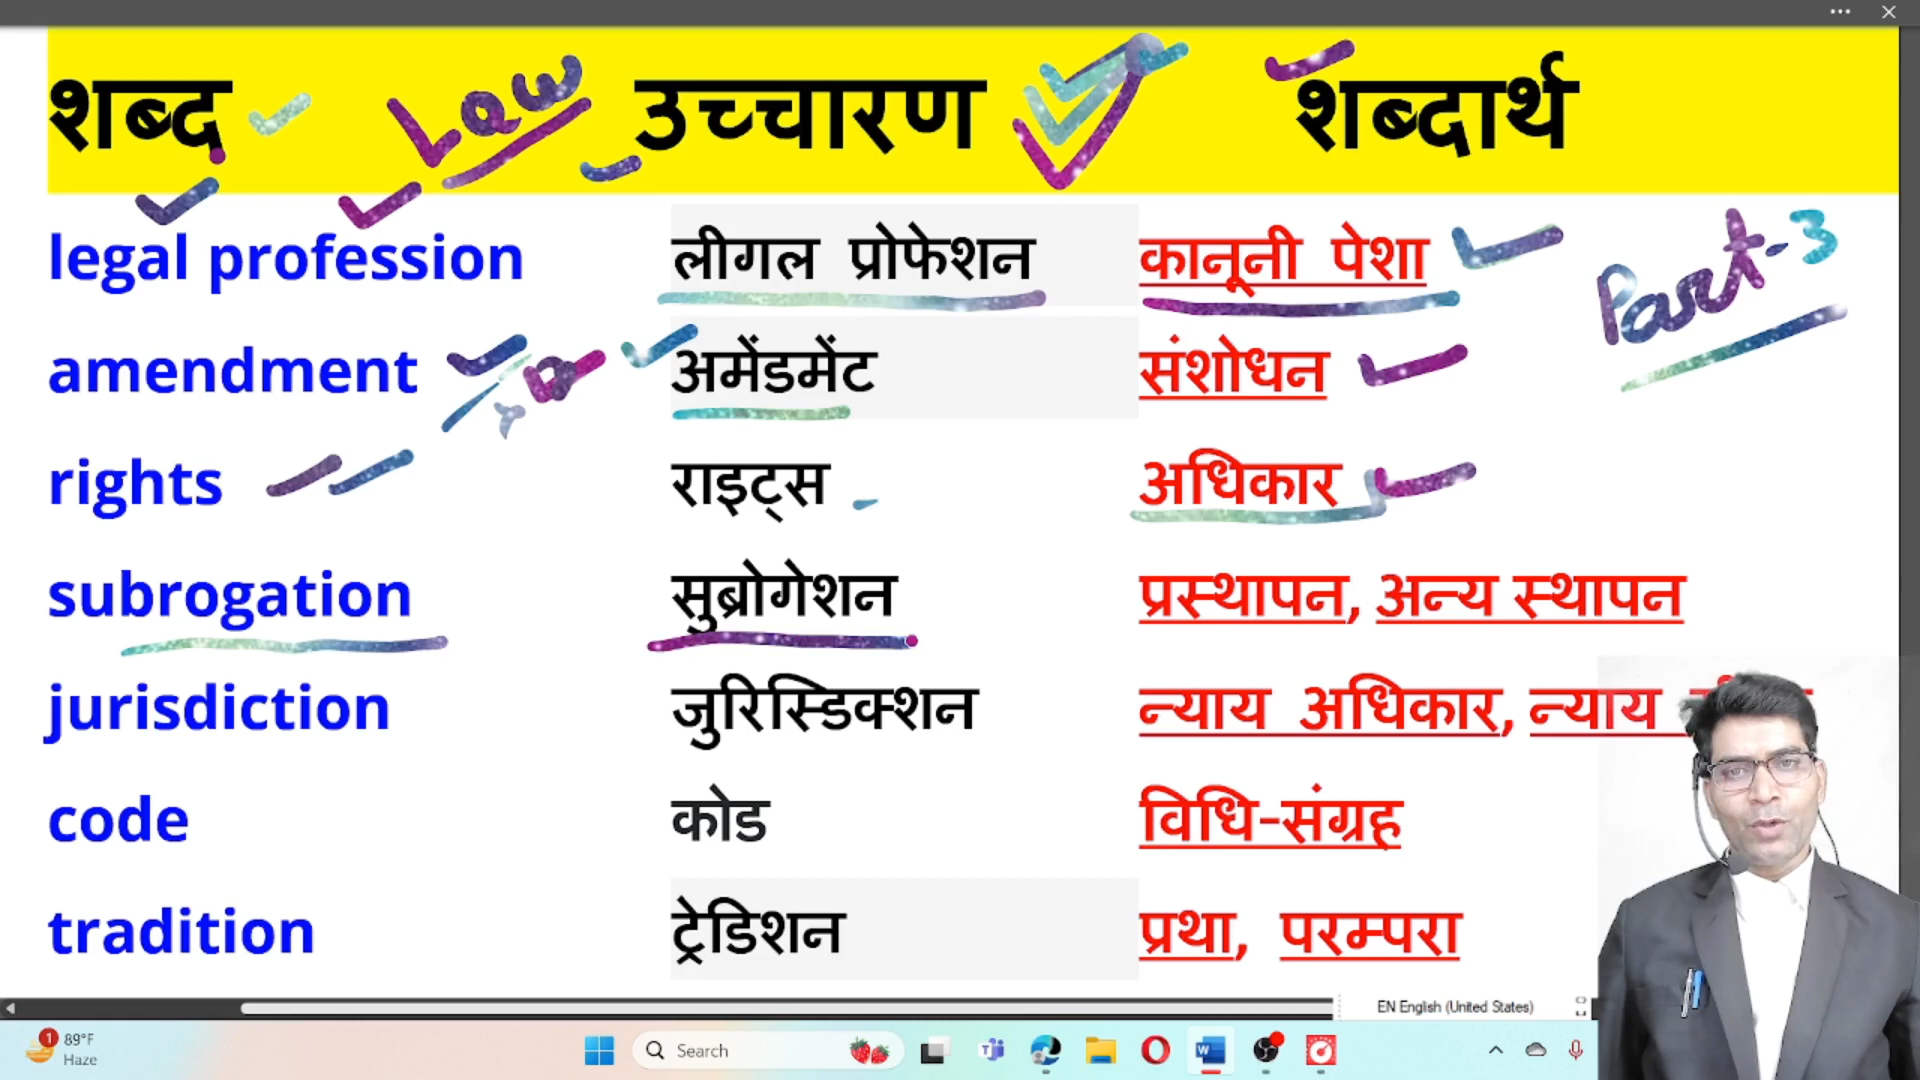 शब्द Law उच्चारण शब्दार्थ
legal profession लीगल प्रोफेशन कानूनी पेशा
Part-3
amendment अमेंडमेंट संशोधन
rights राइट्स अधिकार
subrogation सुब्रोगेशन प्रस्थापन, अन्य स्थापन
jurisdiction जुरिस्डिक्शन न्याय अधिकार, न्याय
code कोड विधि-संग्रह
tradition ट्रेडिशन प्रथा, परम्परा
EN English (United States)
1 89°F
Haze
Search